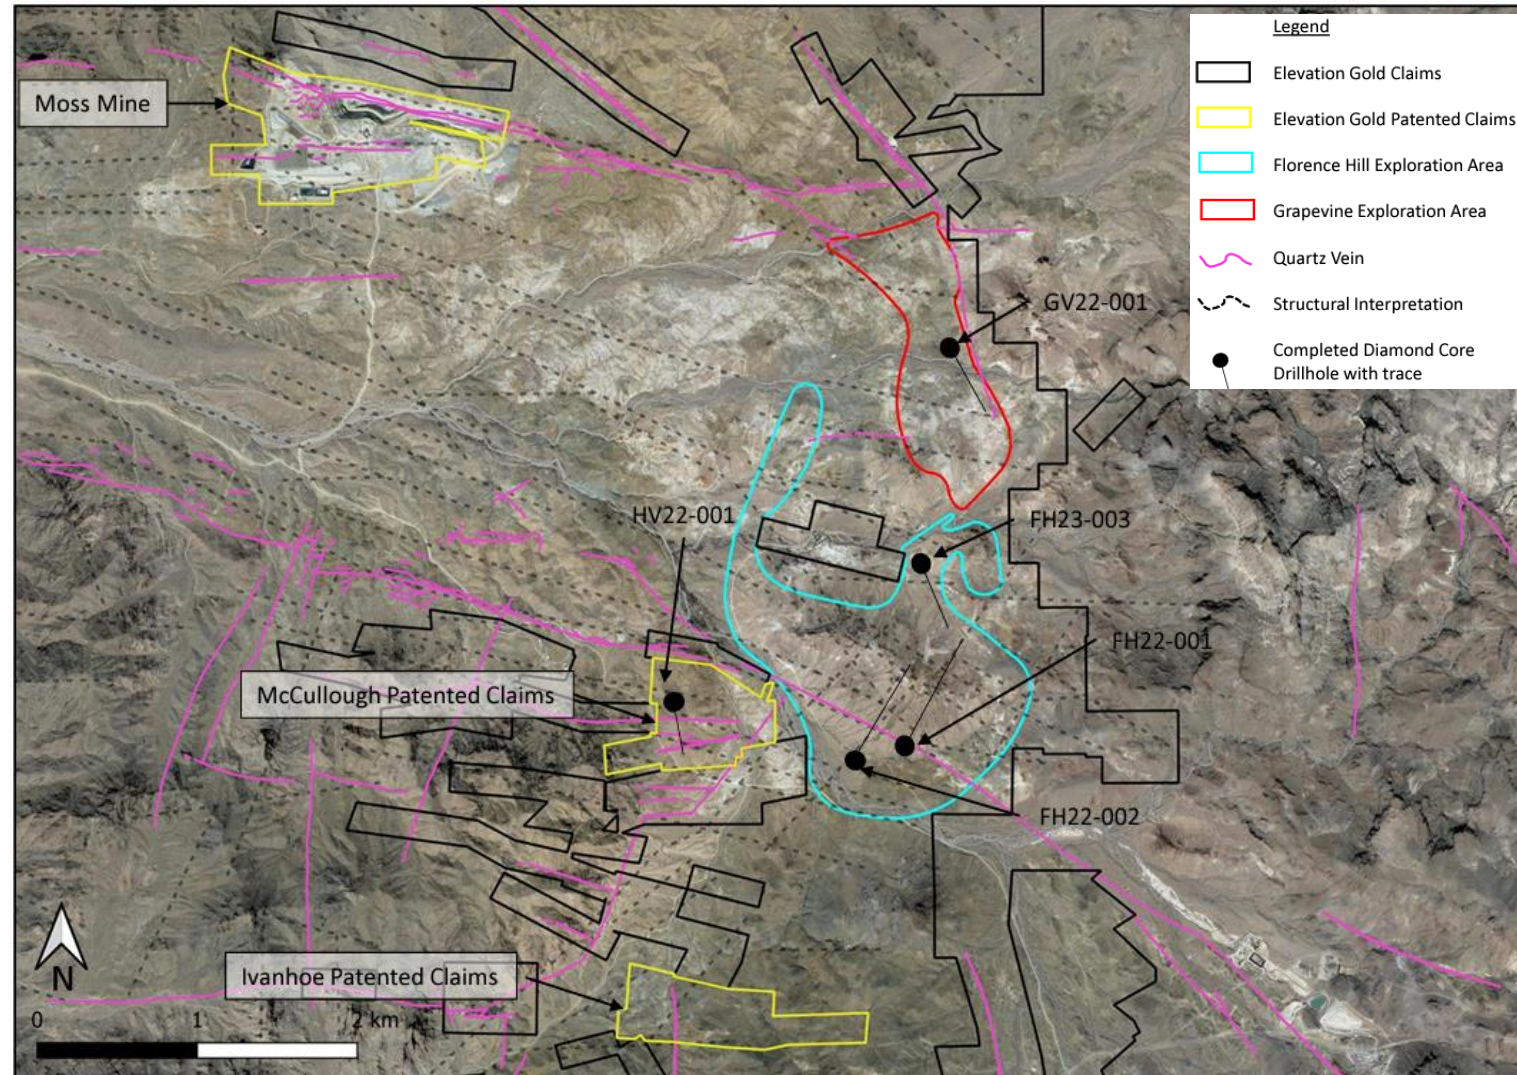 Legend
Elevation Gold Claims
Elevation Gold Patented Claims
Florence Hill Exploration Area
Grapevine Exploration Area
Quartz Vein
Structural Interpretation
Completed Diamond Core
Drillhole with trace
Moss Mine
GV22-001
HV22-001
FH23-003
FH22-001
McCullough Patented Claims
FH22-002
Ivanhoe Patented Claims
N
0 1 2 km